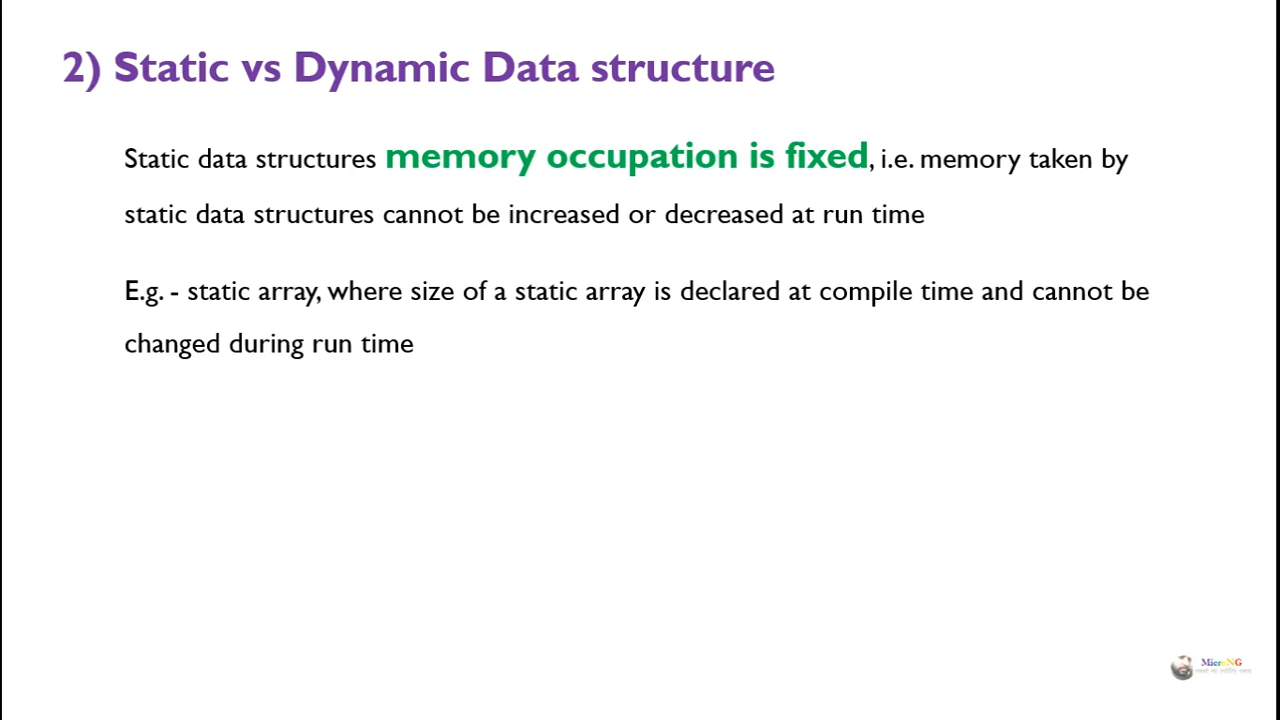 2) Static vs Dynamic Data structure
Static data structures memory occupation is fixed, i.e. memory taken by
static data structures cannot be increased or decreased at run time
E.g. - static array, where size of a static array is declared at compile time and cannot be
changed during run time
MicroNG